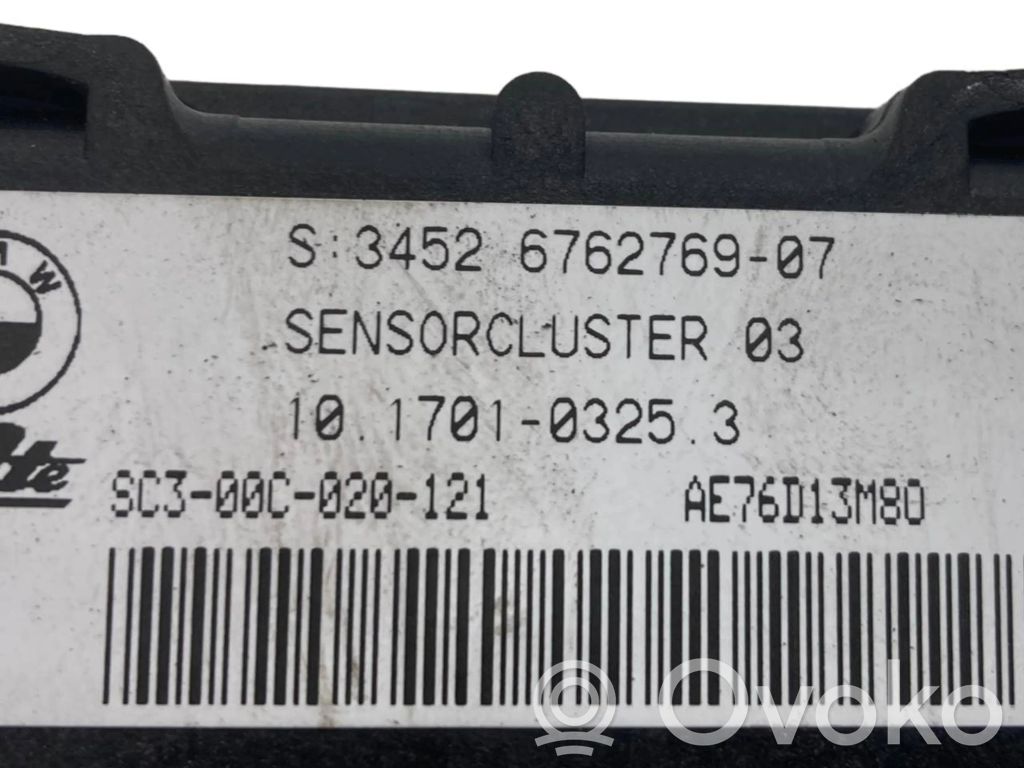 S:3452 6762769-07
SENSORCLUSTER 03
10.1701-0325.3
SC3-00C-020-121 AE76D13M80
Ovoko